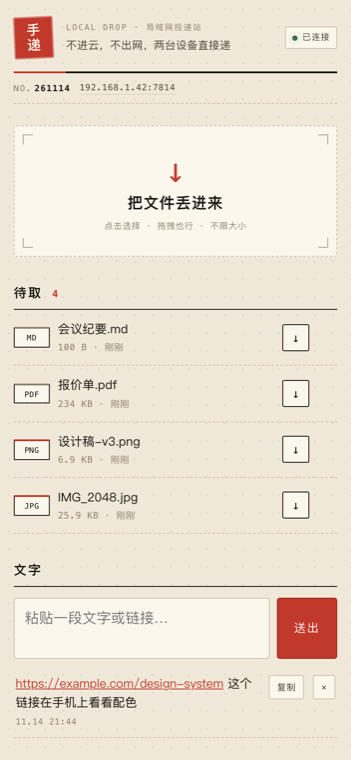 手递
LOCAL DROP · 局域网投递站
不进云，不出网，两台设备直接递
已连接
NO. 261114 192.168.1.42:7814
↓
把文件丢进来
点击选择 · 拖拽也行 · 不限大小
待取 4
MD 会议纪要.md ↓
100 B · 刚刚
PDF 报价单.pdf ↓
234 KB · 刚刚
PNG 设计稿-v3.png ↓
6.9 KB · 刚刚
JPG IMG_2048.jpg ↓
25.9 KB · 刚刚
文字
粘贴一段文字或链接… 送出
https://example.com/design-system 这个 复制 ×
链接在手机上看看配色
11.14 21:44